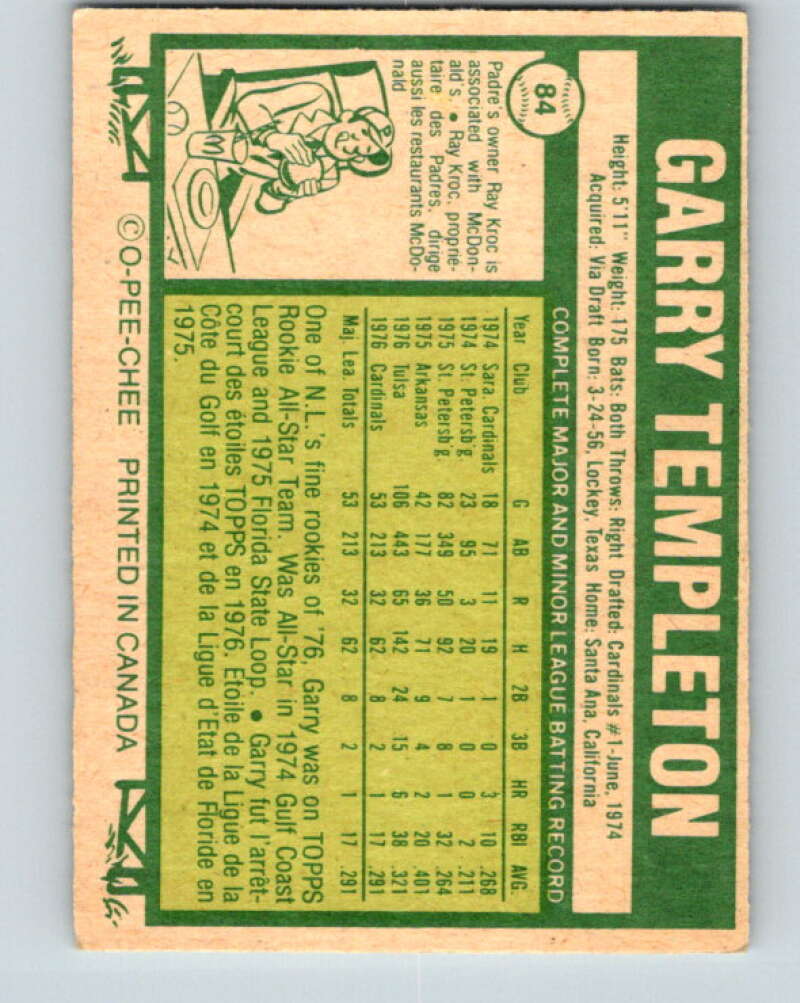 84
GARRY TEMPLETON
Height: 5'11" Weight: 175 Bats: Both Throws: Right Drafted: Cardinals #1-June, 1974
Acquired: Via Draft Born: 3-24-56, Lockey, Texas Home: Santa Ana, California
Padre's owner Ray Kroc is
associated with McDon-
ald's. • Ray Kroc, proprié-
taire des Padres, dirige
aussi les restaurants McDo-
nald
COMPLETE MAJOR AND MINOR LEAGUE BATTING RECORD
Year Club G AB R H 2B 3B HR RBI AVG.
1974 Sara. Cardinals 18 71 11 19 1 0 3 10 .268
1974 St. Petersb'g. 23 95 3 20 1 0 0 2 .211
1975 St. Petersb'g. 82 349 50 92 7 8 1 32 .264
1975 Arkansas 42 177 36 71 9 4 2 20 .401
1976 Tulsa 106 443 65 142 24 15 6 38 .321
1976 Cardinals 53 213 32 62 8 2 1 17 .291
Maj. Lea. Totals 53 213 32 62 8 2 1 17 .291
One of N.L.'s fine rookies of '76, Garry was on TOPPS
Rookie All-Star Team. Was All-Star in 1974 Gulf Coast
League and 1975 Florida State Loop. • Garry fut l'arrêt-
court des étoiles TOPPS en 1976. Etoile de la Ligue de la
Côte du Golf en 1974 et de la Ligue d'Etat de Floride en
1975.
© O-PEE-CHEE PRINTED IN CANADA